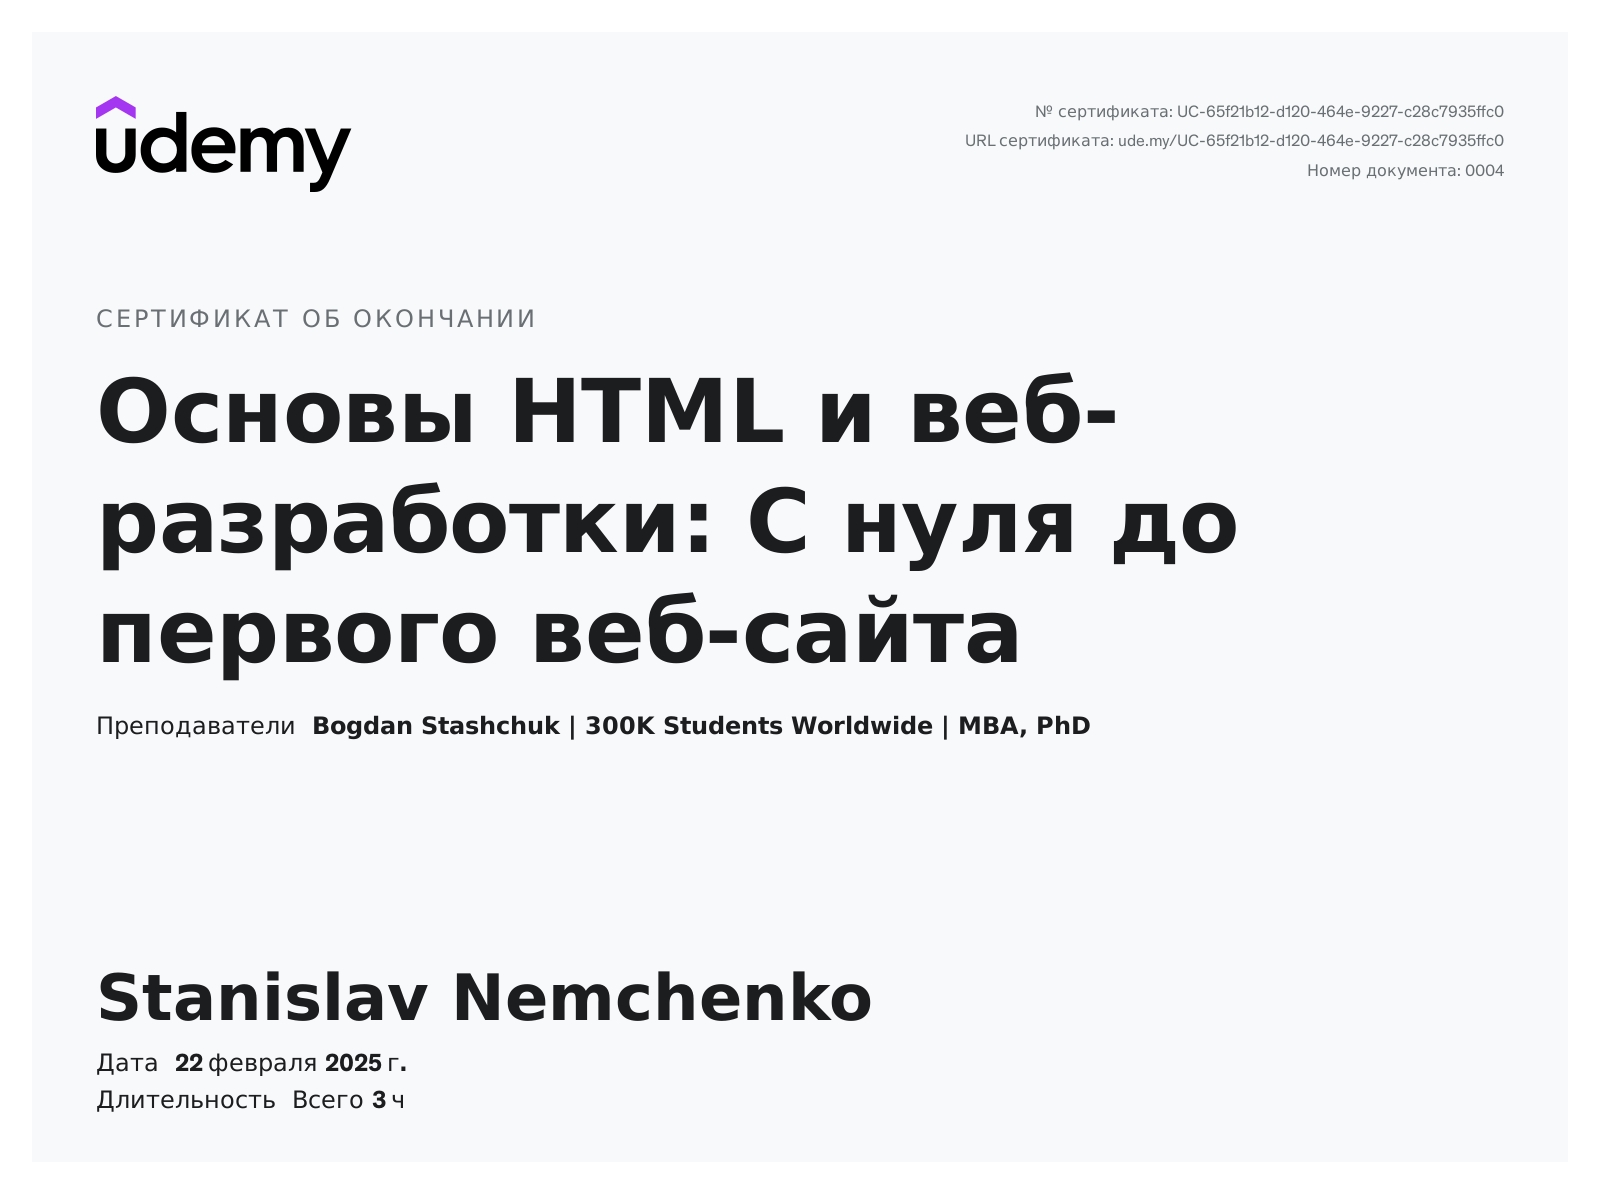 udemy
№ сертификата: UC-65f21b12-d120-464e-9227-c28c7935ffc0
URL сертификата: ude.my/UC-65f21b12-d120-464e-9227-c28c7935ffc0
Номер документа: 0004
СЕРТИФИКАТ ОБ ОКОНЧАНИИ
Основы HTML и веб-
разработки: С нуля до
первого веб-сайта
Преподаватели Bogdan Stashchuk | 300K Students Worldwide | MBA, PhD
Stanislav Nemchenko
Дата 22 февраля 2025 г.
Длительность Всего 3 ч